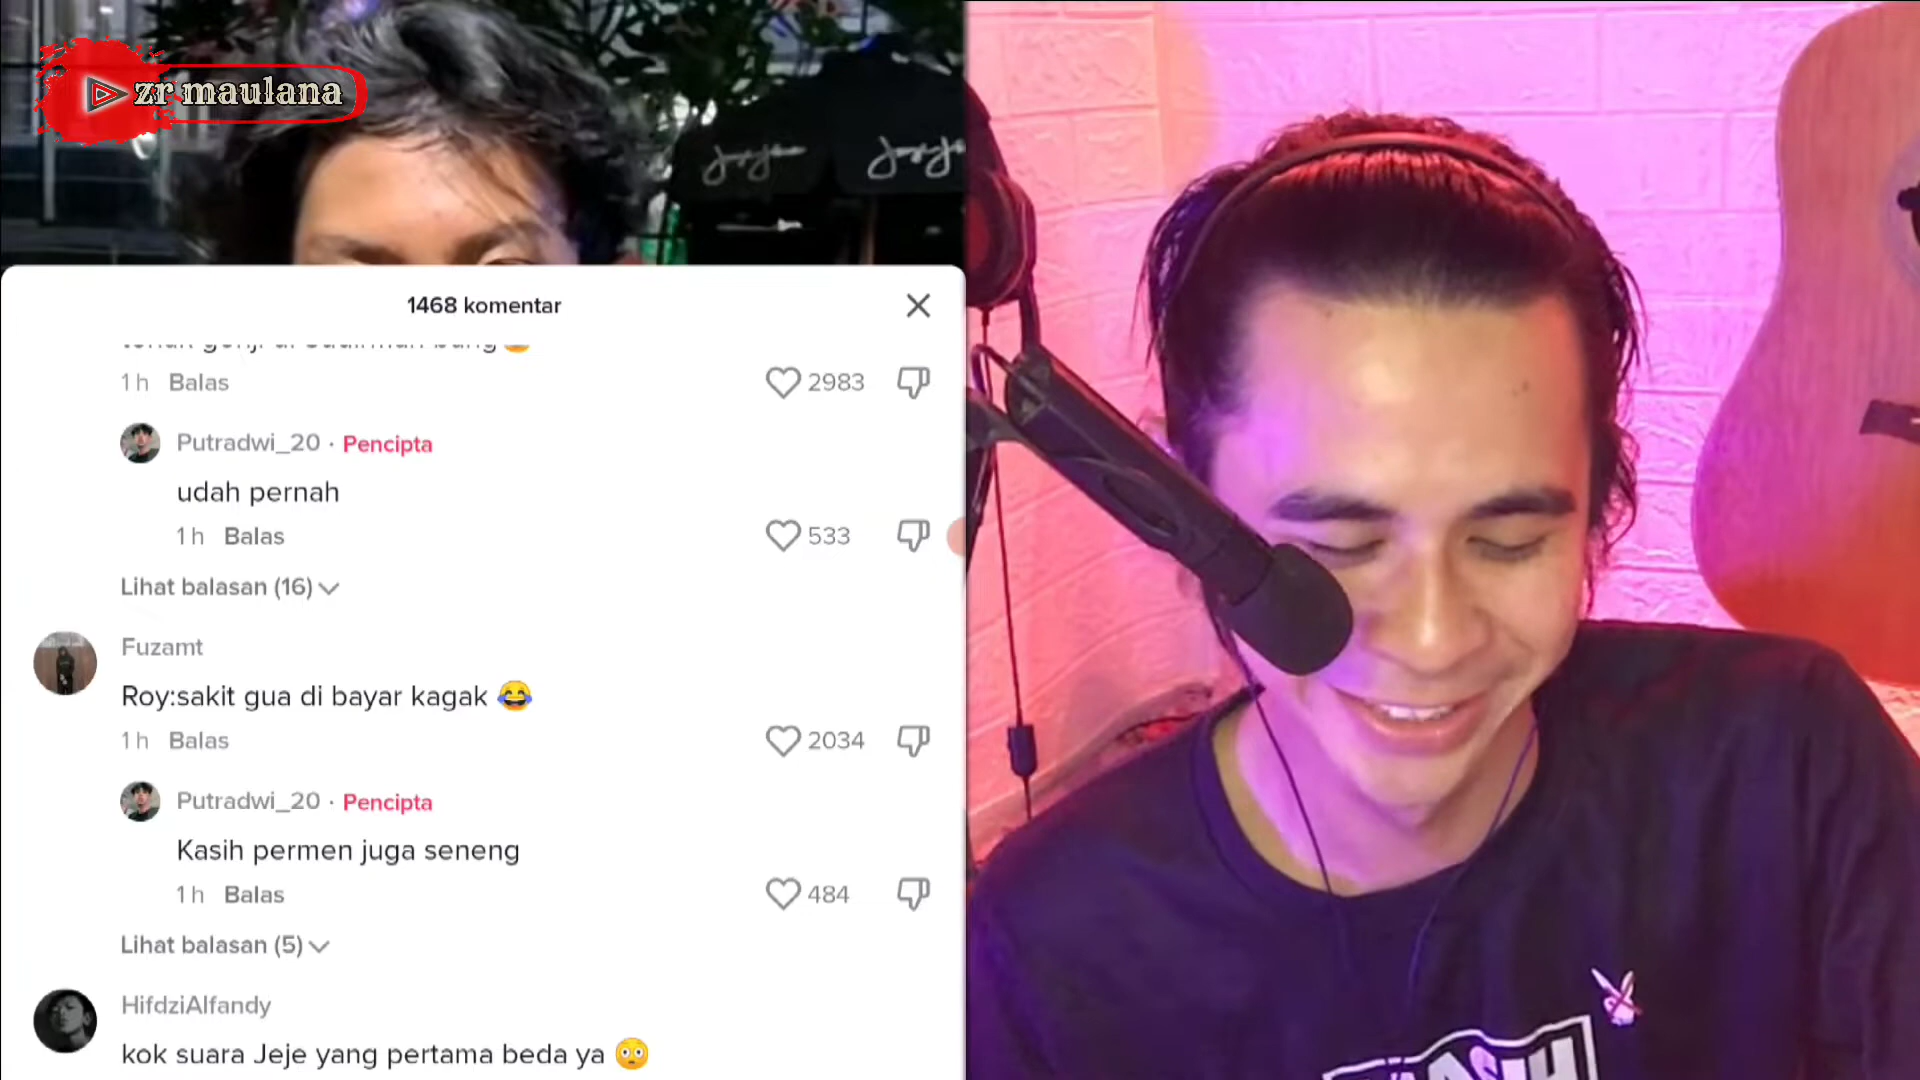 zr maulana
1468 komentar
1 h Balas 2983
Putradwi_20 · Pencipta
udah pernah
1 h Balas 533
Lihat balasan (16)
Fuzamt
Roy:sakit gua di bayar kagak 😂
1 h Balas 2034
Putradwi_20 · Pencipta
Kasih permen juga seneng
1 h Balas 484
Lihat balasan (5)
HifdziAlfandy
kok suara Jeje yang pertama beda ya 😳